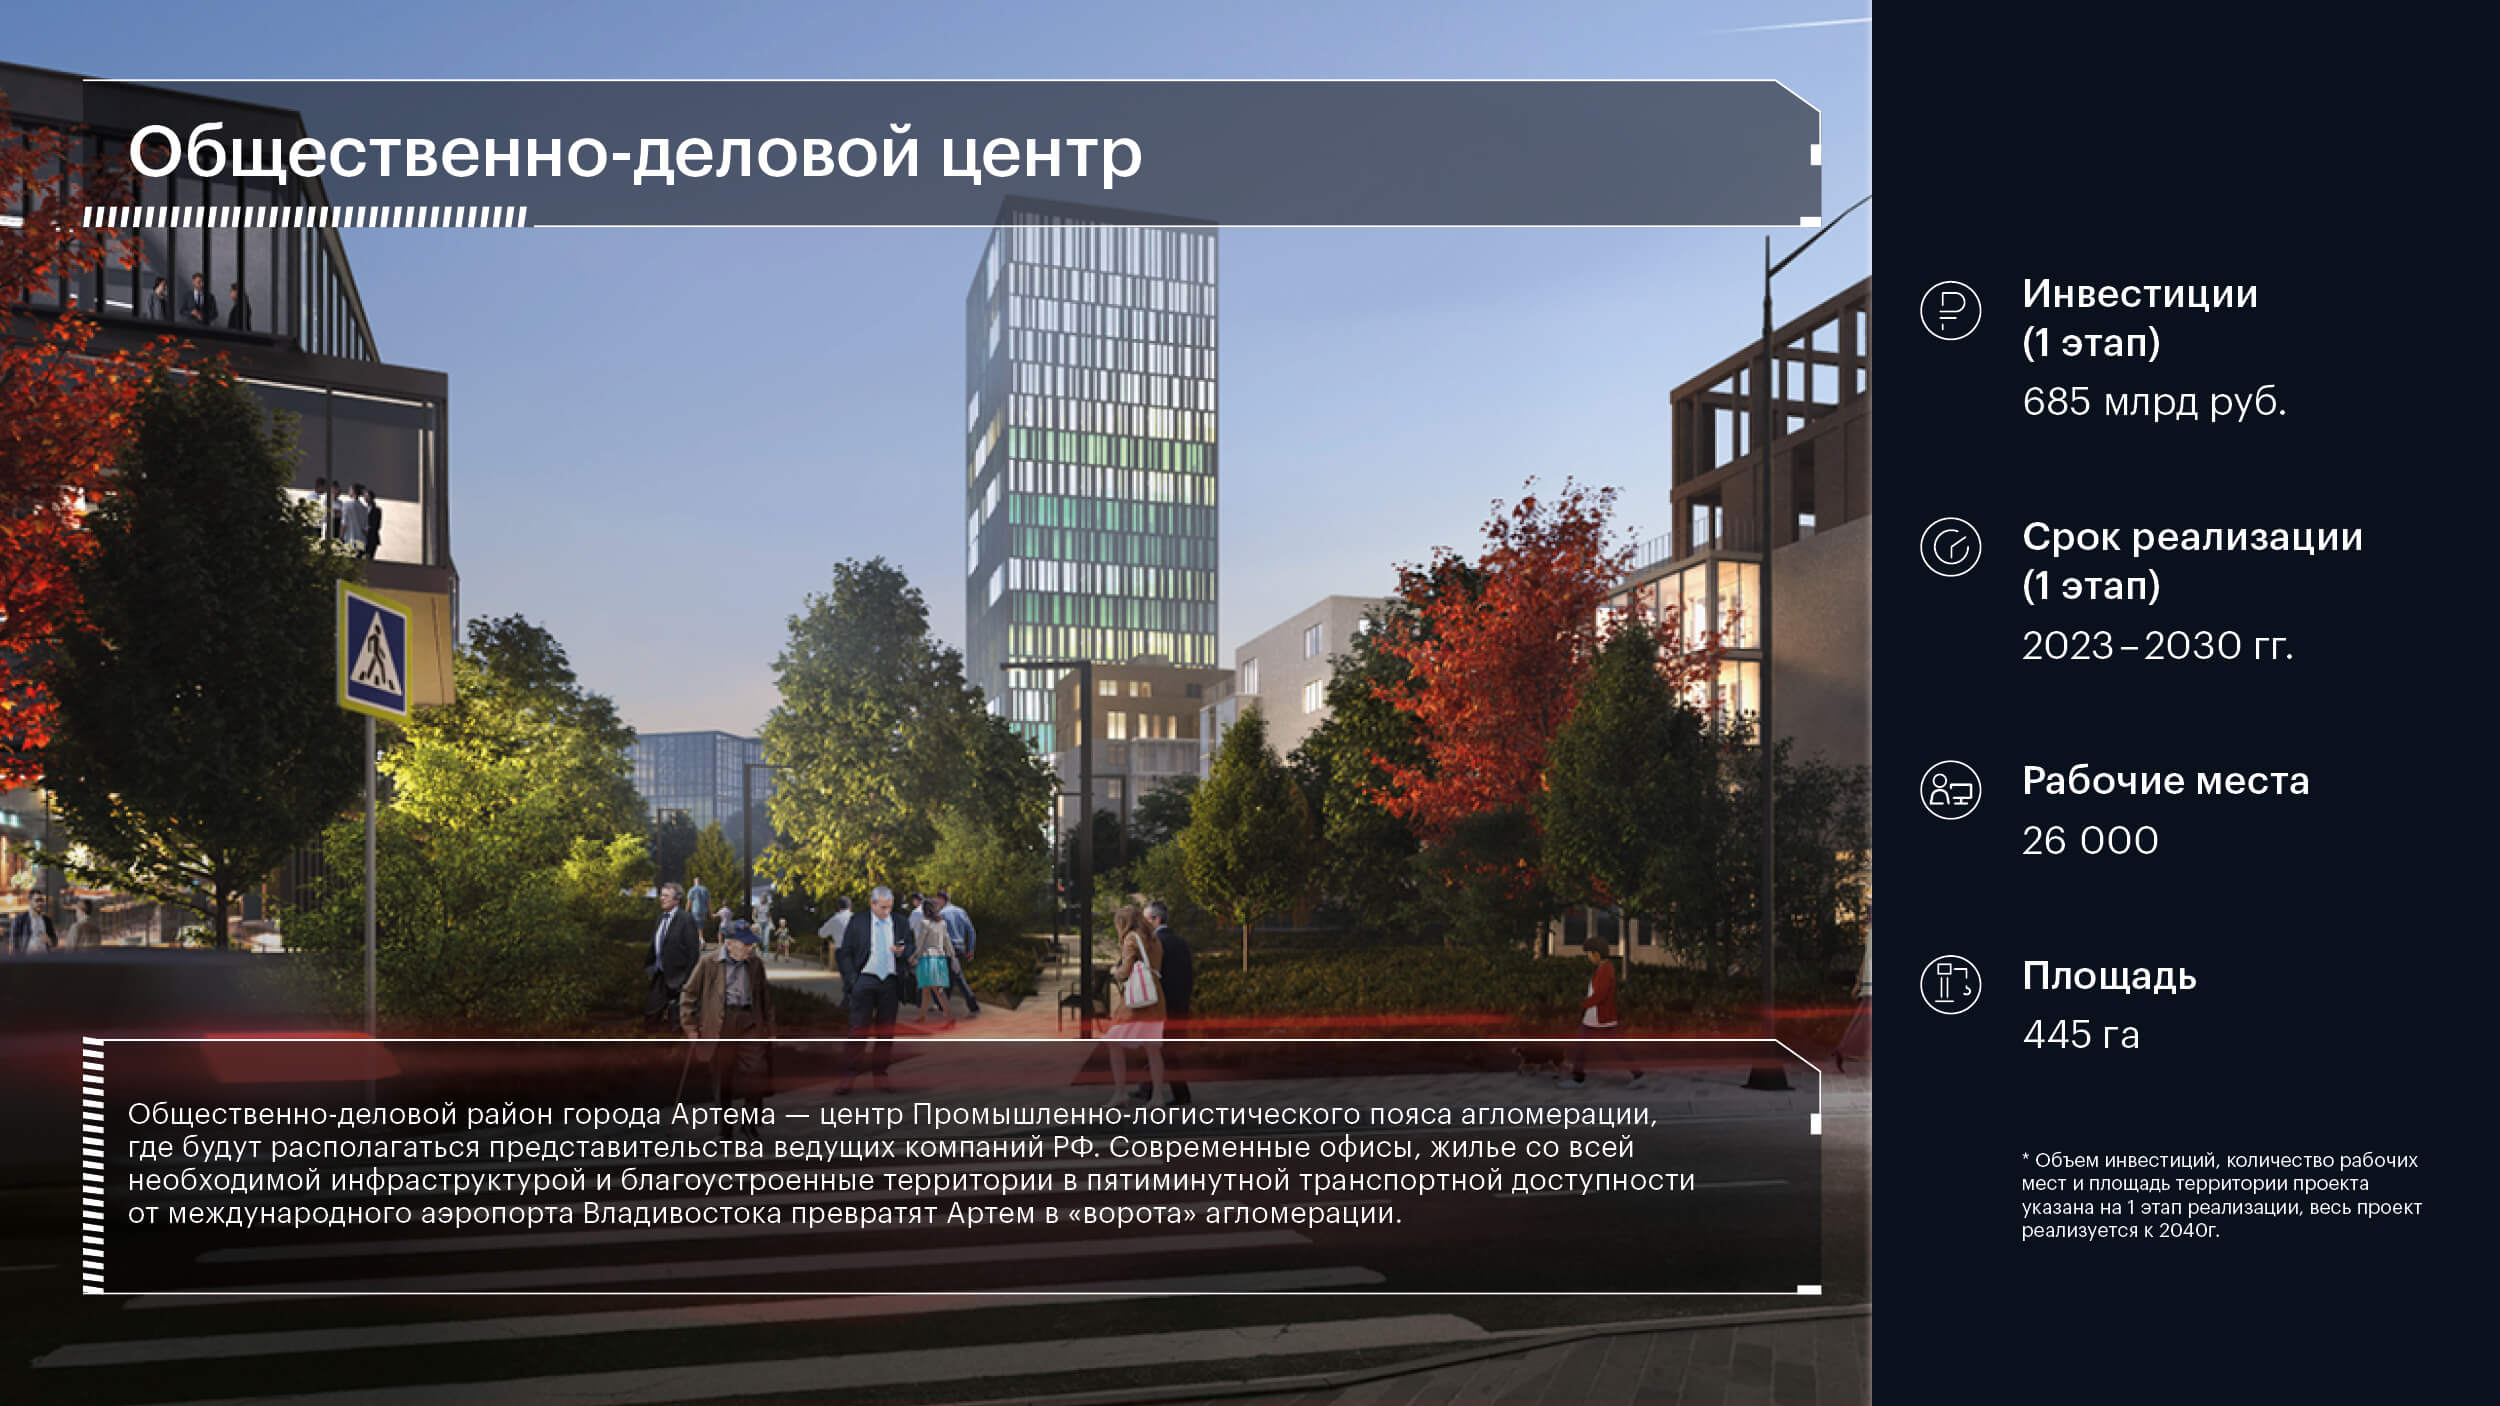 Общественно-деловой центр
Инвестиции
(1 этап)
685 млрд руб.
Срок реализации
(1 этап)
2023–2030 гг.
Рабочие места
26 000
Площадь
445 га
* Объем инвестиций, количество рабочих
мест и площадь территории проекта
указана на 1 этап реализации, весь проект
реализуется к 2040г.
Общественно-деловой район города Артема — центр Промышленно-логистического пояса агломерации,
где будут располагаться представительства ведущих компаний РФ. Современные офисы, жилье со всей
необходимой инфраструктурой и благоустроенные территории в пятиминутной транспортной доступности
от международного аэропорта Владивостока превратят Артем в «ворота» агломерации.